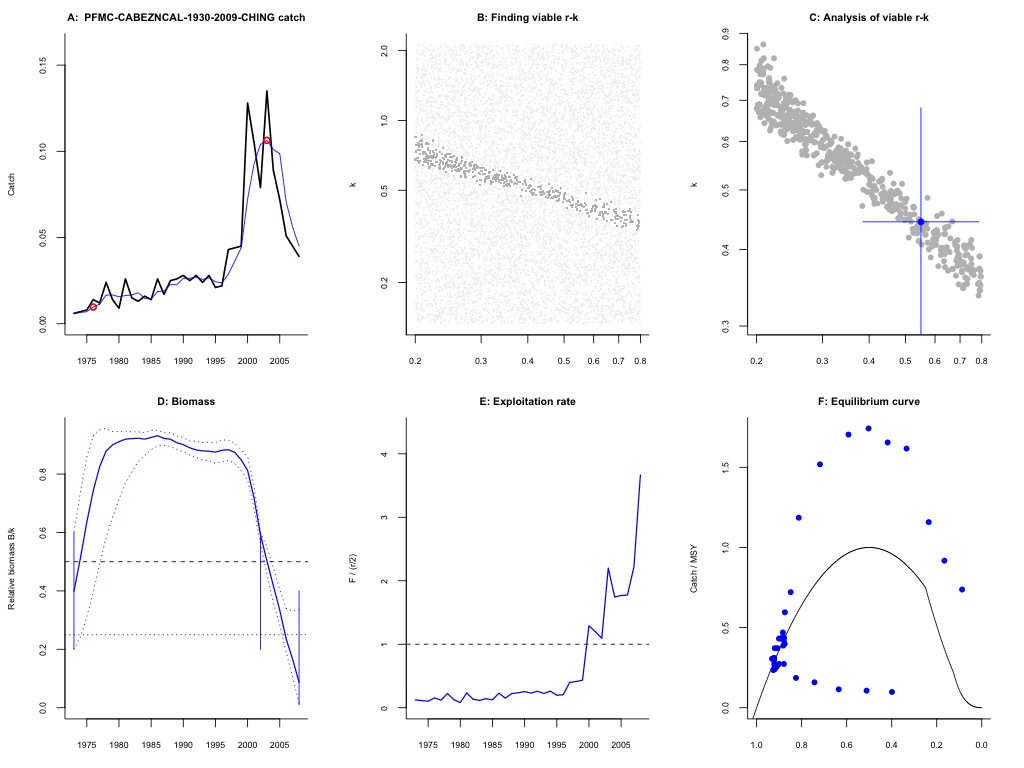 A:  PFMC-CABEZNCAL-1930-2009-CHING catch
Catch
0.15
0.10
0.05
0.00
1975 1980 1985 1990 1995 2000 2005
B: Finding viable r-k
k
2.0
1.0
0.5
0.2
0.2 0.3 0.4 0.5 0.6 0.7 0.8
C: Analysis of viable r-k
k
0.9
0.8
0.7
0.6
0.5
0.4
0.3
0.2 0.3 0.4 0.5 0.6 0.7 0.8
D: Biomass
Relative biomass B/k
0.8
0.6
0.4
0.2
0.0
1975 1980 1985 1990 1995 2000 2005
E: Exploitation rate
F / (r/2)
4
3
2
1
0
1975 1980 1985 1990 1995 2000 2005
F: Equilibrium curve
Catch / MSY
1.5
1.0
0.5
0.0
1.0 0.8 0.6 0.4 0.2 0.0